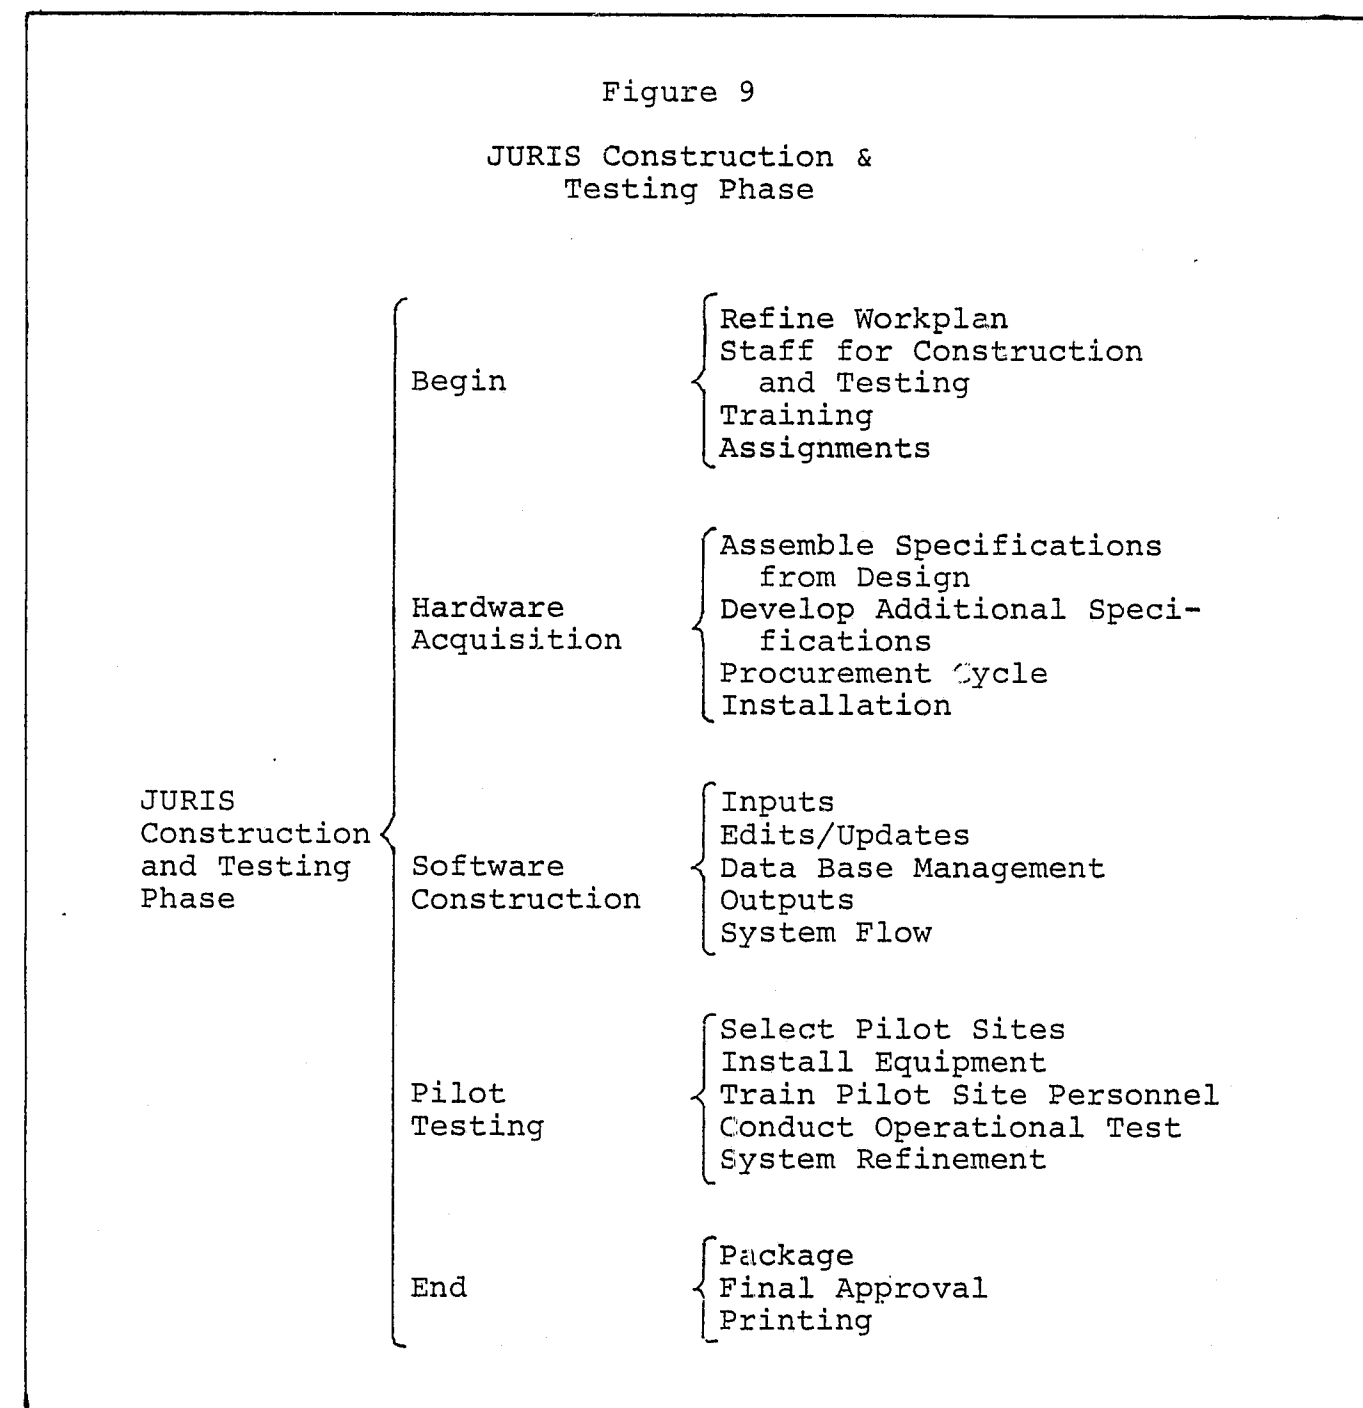 Figure 9
JURIS Construction &
Testing Phase
Begin
Refine Workplan
Staff for Construction
and Testing
Training
Assignments
Hardware
Acquisition
Assemble Specifications
from Design
Develop Additional Speci-
fications
Procurement Cycle
Installation
JURIS
Construction
and Testing
Phase
Software
Construction
Inputs
Edits/Updates
Data Base Management
Outputs
System Flow
Pilot
Testing
Select Pilot Sites
Install Equipment
Train Pilot Site Personnel
Conduct Operational Test
System Refinement
End
Package
Final Approval
Printing